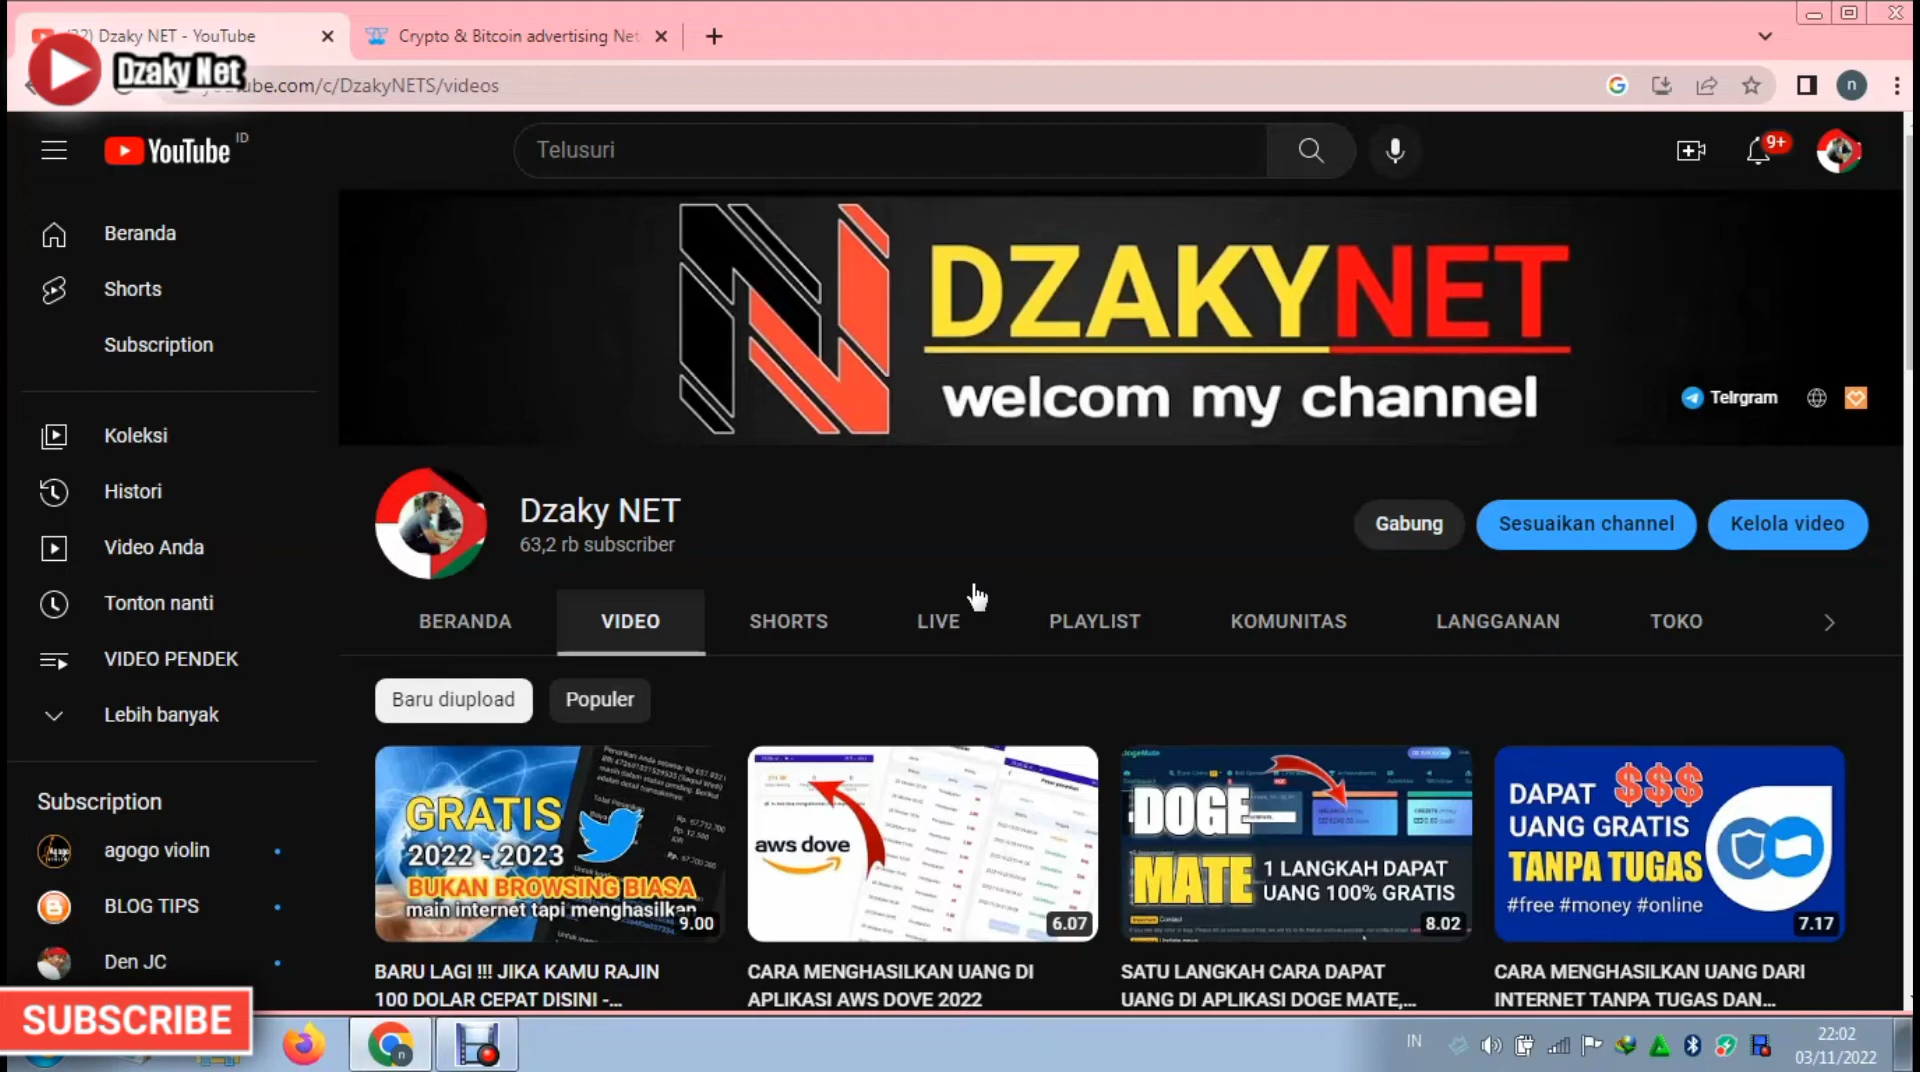 (32) Dzaky NET - YouTube
Crypto & Bitcoin advertising Net
Dzaky Net
youtube.com/c/DzakyNETS/videos
n
YouTube
ID
Telusuri
9+
Beranda
Shorts
Subscription
Koleksi
Histori
Video Anda
Tonton nanti
VIDEO PENDEK
Lebih banyak
Subscription
agogo violin
BLOG TIPS
Den JC
SUBSCRIBE
DZAKYNET
welcom my channel
Telrgram
Dzaky NET
63,2 rb subscriber
Gabung
Sesuaikan channel
Kelola video
BERANDA
VIDEO
SHORTS
LIVE
PLAYLIST
KOMUNITAS
LANGGANAN
TOKO
Baru diupload
Populer
GRATIS
2022 - 2023
BUKAN BROWSING BIASA
main internet tapi menghasilkan
9.00
BARU LAGI !!! JIKA KAMU RAJIN
100 DOLAR CEPAT DISINI -...
aws dove
6.07
CARA MENGHASILKAN UANG DI
APLIKASI AWS DOVE 2022
DOGE
MATE
1 LANGKAH DAPAT
UANG 100% GRATIS
8.02
SATU LANGKAH CARA DAPAT
UANG DI APLIKASI DOGE MATE,...
DAPAT $$$
UANG GRATIS
TANPA TUGAS
#free #money #online
7.17
CARA MENGHASILKAN UANG DARI
INTERNET TANPA TUGAS DAN...
n
IN
22:02
03/11/2022